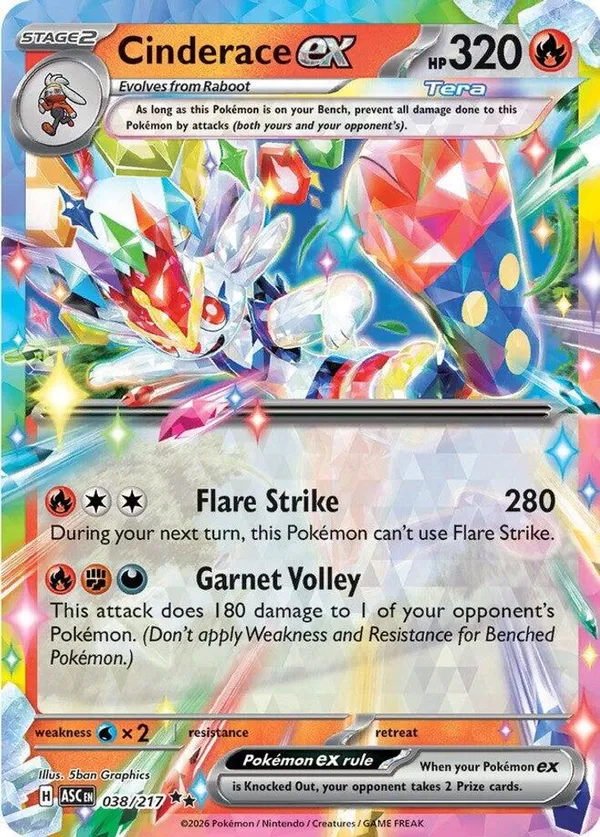 STAGE2
Cinderace ex
HP 320
Evolves from Raboot
Tera
As long as this Pokémon is on your Bench, prevent all damage done to this
Pokémon by attacks (both yours and your opponent's).
Flare Strike 280
During your next turn, this Pokémon can't use Flare Strike.
Garnet Volley
This attack does 180 damage to 1 of your opponent's
Pokémon. (Don't apply Weakness and Resistance for Benched
Pokémon.)
weakness ×2 resistance retreat
Pokémon ex rule
When your Pokémon ex
is Knocked Out, your opponent takes 2 Prize cards.
Illus. 5ban Graphics
H ASC EN 038/217
©2026 Pokémon / Nintendo / Creatures / GAME FREAK